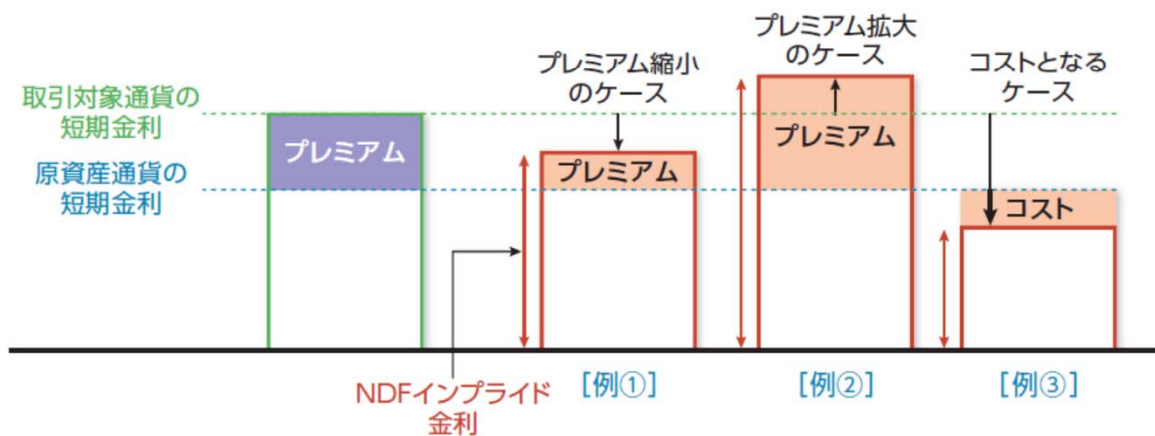 プレミアム拡大
のケース
プレミアム縮小
のケース
コストとなる
ケース
取引対象通貨の
短期金利
プレミアム
プレミアム
原資産通貨の
短期金利
プレミアム
コスト
NDFインプライド
金利
[例①]
[例②]
[例③]